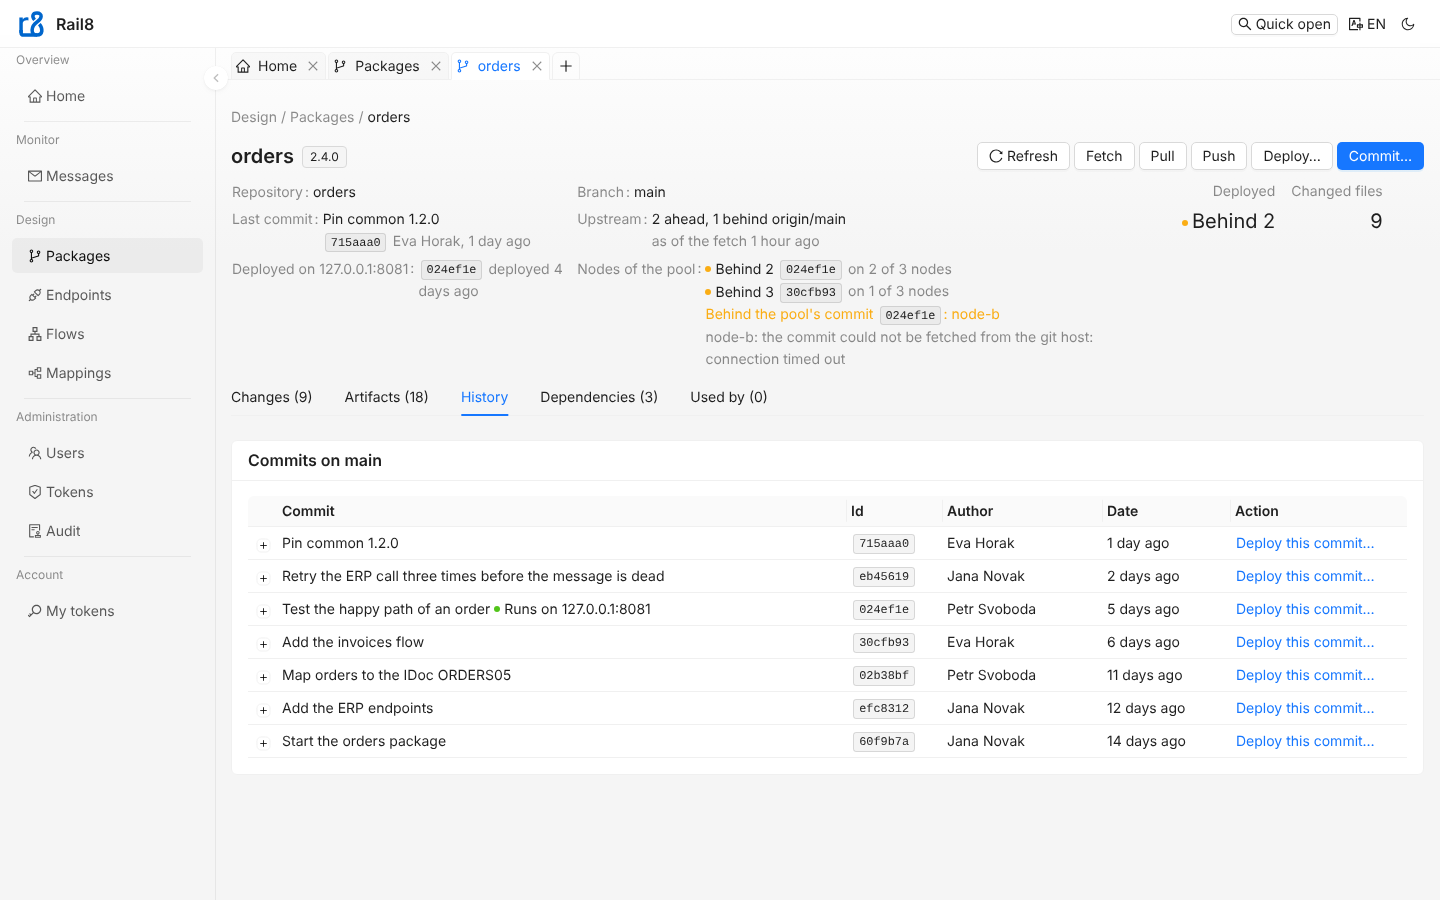 Rail8
Quick open
EN
Overview
Home
Monitor
Messages
Design
Packages
Endpoints
Flows
Mappings
Administration
Users
Tokens
Audit
Account
My tokens
Home
Packages
orders
Design / Packages / orders
orders 2.4.0
Refresh
Fetch
Pull
Push
Deploy...
Commit...
Repository: orders
Branch: main
Deployed
Behind 2
Changed files
9
Last commit: Pin common 1.2.0
715aaa0 Eva Horak, 1 day ago
Upstream: 2 ahead, 1 behind origin/main
as of the fetch 1 hour ago
Deployed on 127.0.0.1:8081: 024ef1e deployed 4
days ago
Nodes of the pool: Behind 2 024ef1e on 2 of 3 nodes
Behind 3 30cfb93 on 1 of 3 nodes
Behind the pool's commit 024ef1e: node-b
node-b: the commit could not be fetched from the git host:
connection timed out
Changes (9)
Artifacts (18)
History
Dependencies (3)
Used by (0)
Commits on main
Commit Id Author Date Action
+ Pin common 1.2.0 715aaa0 Eva Horak 1 day ago Deploy this commit...
+ Retry the ERP call three times before the message is dead eb45619 Jana Novak 2 days ago Deploy this commit...
+ Test the happy path of an order Runs on 127.0.0.1:8081 024ef1e Petr Svoboda 5 days ago Deploy this commit...
+ Add the invoices flow 30cfb93 Eva Horak 6 days ago Deploy this commit...
+ Map orders to the IDoc ORDERS05 02b38bf Petr Svoboda 11 days ago Deploy this commit...
+ Add the ERP endpoints efc8312 Jana Novak 12 days ago Deploy this commit...
+ Start the orders package 60f9b7a Jana Novak 14 days ago Deploy this commit...